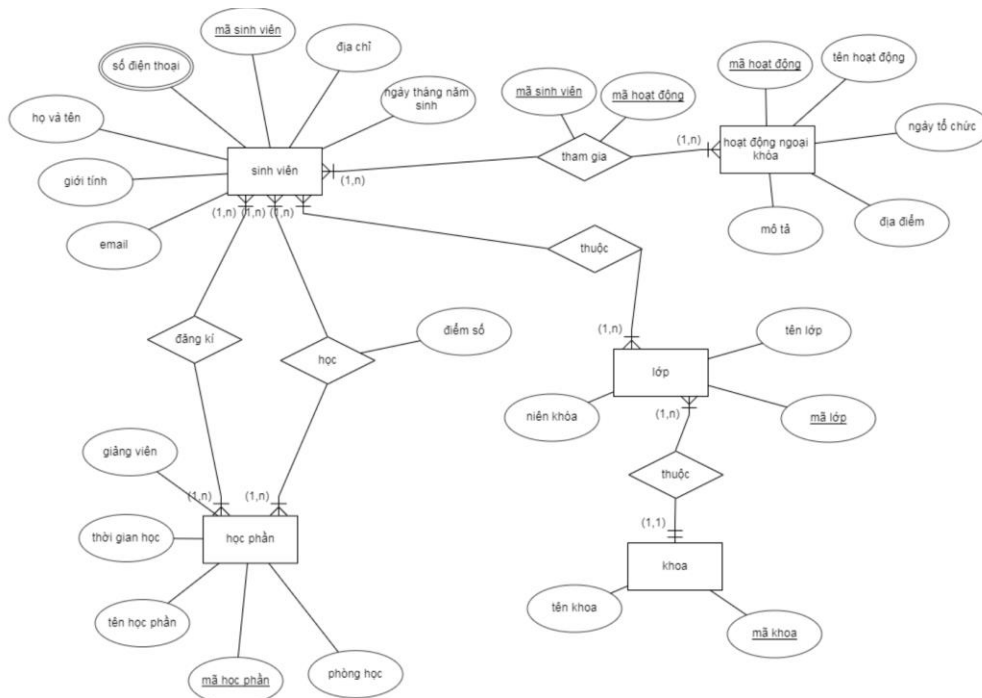 mã sinh viên
địa chỉ
số điện thoại
ngày tháng năm
sinh
họ và tên
giới tính
email
sinh viên
(1,n)
(1,n)
(1,n)
(1,n)
mã sinh viên
mã hoạt động
tham gia
(1,n)
mã hoạt động
tên hoạt động
ngày tổ chức
hoạt động ngoại
khóa
địa điểm
mô tả
thuộc
đăng kí
học
điểm số
(1,n)
tên lớp
lớp
niên khóa
mã lớp
(1,n)
thuộc
(1,1)
khoa
tên khoa
mã khoa
giảng viên
(1,n)
(1,n)
thời gian học
học phần
tên học phần
mã học phần
phòng học